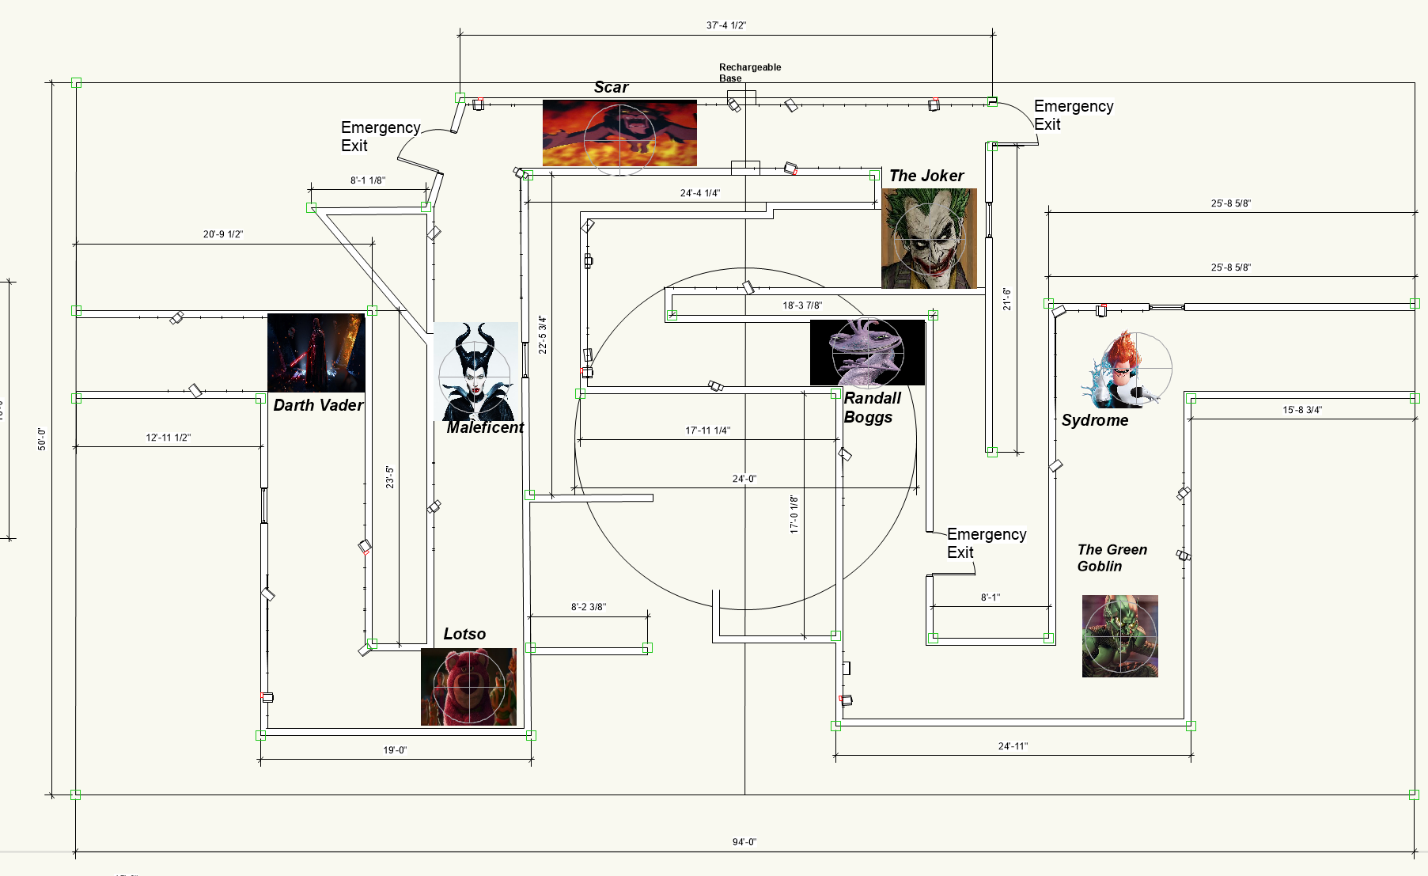 37'-4 1/2"
Rechargeable
Base
Scar
Emergency
Exit
Emergency
Exit
8'-1 1/8"
The Joker
24'-4 1/4"
25'-8 5/8"
20'-9 1/2"
25'-8 5/8"
21'-6"
18'-3 7/8"
22'-5 3/4"
Darth Vader
Maleficent
Randall
Boggs
Sydrome
15'-8 3/4"
50'-0"
12'-11 1/2"
17'-11 1/4"
23'-5"
24'-0"
17'-0 1/8"
Emergency
Exit
The Green
Goblin
8'-2 3/8"
8'-1"
Lotso
19'-0"
24'-11"
94'-0"